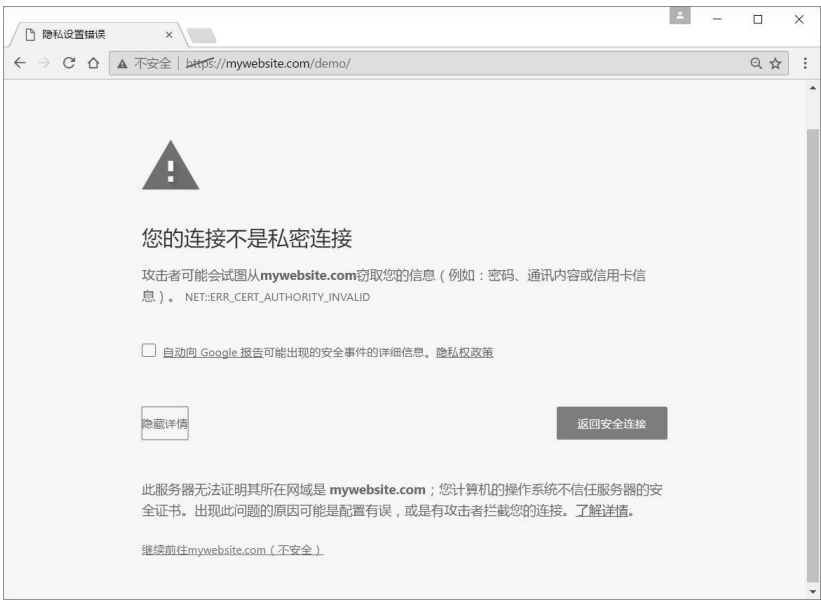 隐私设置错误
不安全 | https://mywebsite.com/demo/
您的连接不是私密连接
攻击者可能会试图从mywebsite.com窃取您的信息（例如：密码、通讯内容或信用卡信
息）。 NET::ERR_CERT_AUTHORITY_INVALID
自动向 Google 报告可能出现的安全事件的详细信息。隐私权政策
隐藏详情
返回安全连接
此服务器无法证明其所在网域是 mywebsite.com；您计算机的操作系统不信任服务器的安
全证书。出现此问题的原因可能是配置有误，或是有攻击者拦截您的连接。了解详情。
继续前往mywebsite.com（不安全）